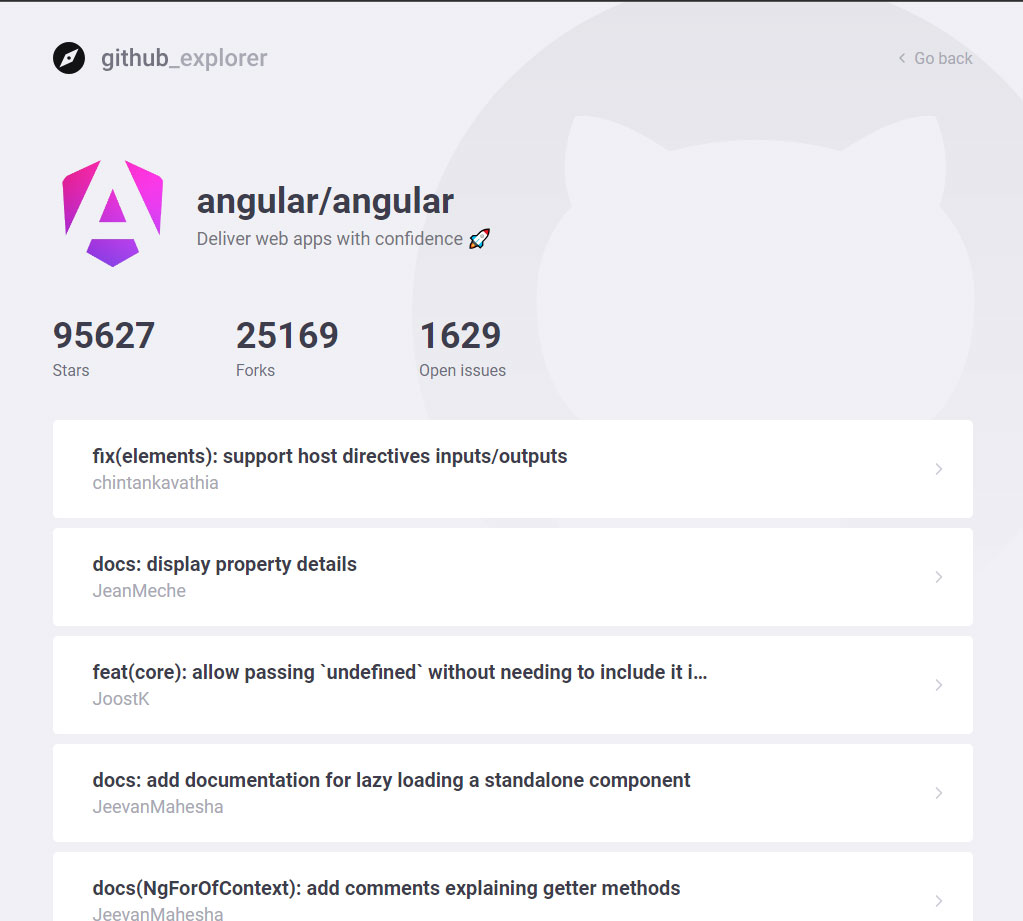 github_explorer
Go back
angular/angular
Deliver web apps with confidence 🚀
95627
25169
1629
Stars
Forks
Open issues
fix(elements): support host directives inputs/outputs
chintankavathia
docs: display property details
JeanMeche
feat(core): allow passing `undefined` without needing to include it i...
JoostK
docs: add documentation for lazy loading a standalone component
JeevanMahesha
docs(NgForOfContext): add comments explaining getter methods
JeevanMahesha